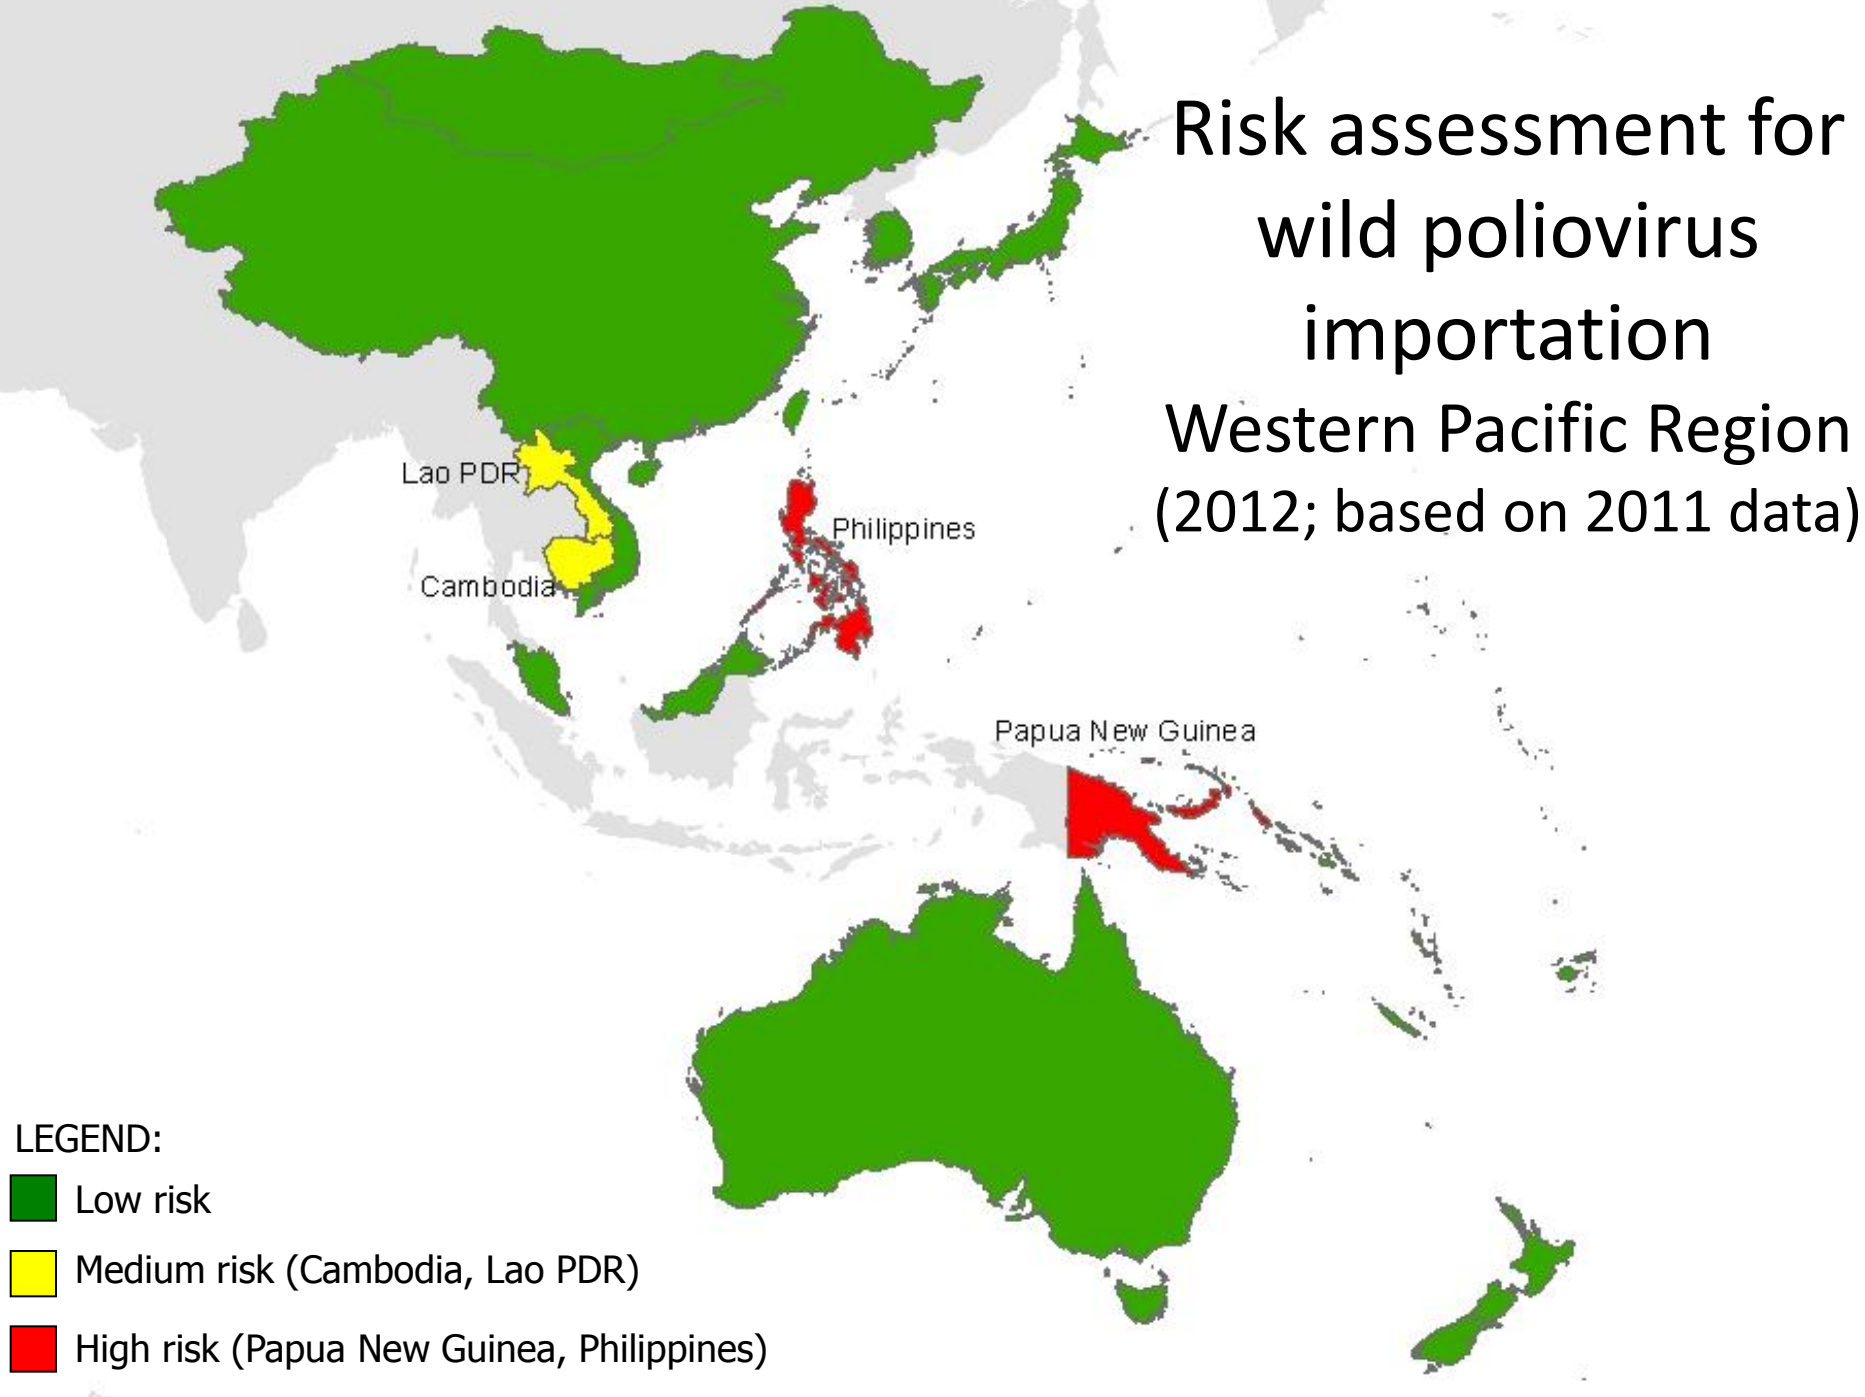 Risk assessment for
wild poliovirus
importation
Western Pacific Region
(2012; based on 2011 data)
Lao PDR
Philippines
Cambodia
Papua New Guinea
LEGEND:
Low risk
Medium risk (Cambodia, Lao PDR)
High risk (Papua New Guinea, Philippines)